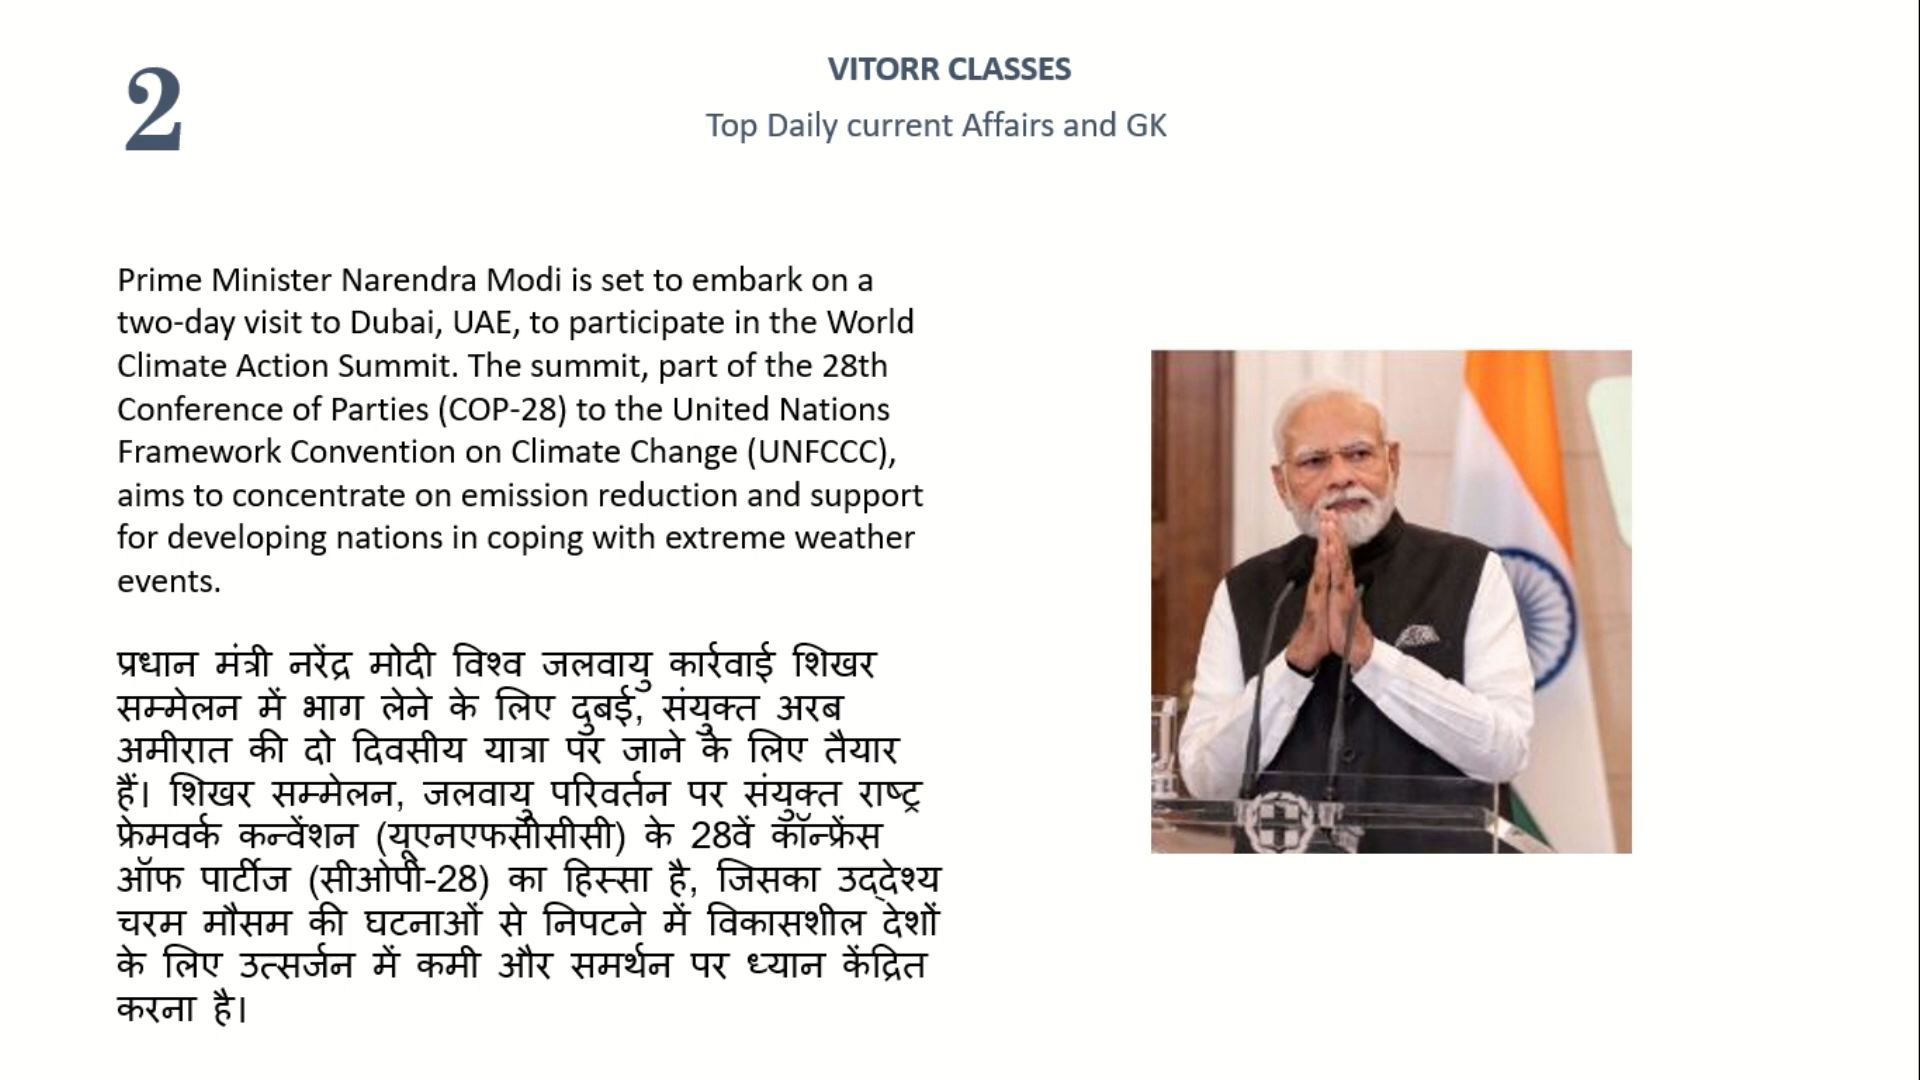 2
VITORR CLASSES
Top Daily current Affairs and GK
Prime Minister Narendra Modi is set to embark on a
two-day visit to Dubai, UAE, to participate in the World
Climate Action Summit. The summit, part of the 28th
Conference of Parties (COP-28) to the United Nations
Framework Convention on Climate Change (UNFCCC),
aims to concentrate on emission reduction and support
for developing nations in coping with extreme weather
events.
प्रधान मंत्री नरेंद्र मोदी विश्व जलवायु कार्रवाई शिखर
सम्मेलन में भाग लेने के लिए दुबई, संयुक्त अरब
अमीरात की दो दिवसीय यात्रा पर जाने के लिए तैयार
हैं। शिखर सम्मेलन, जलवायु परिवर्तन पर संयुक्त राष्ट्र
फ्रेमवर्क कन्वेंशन (यूएनएफसीसीसी) के 28वें कॉन्फ्रेंस
ऑफ पार्टीज (सीओपी-28) का हिस्सा है, जिसका उद्देश्य
चरम मौसम की घटनाओं से निपटने में विकासशील देशों
के लिए उत्सर्जन में कमी और समर्थन पर ध्यान केंद्रित
करना है।